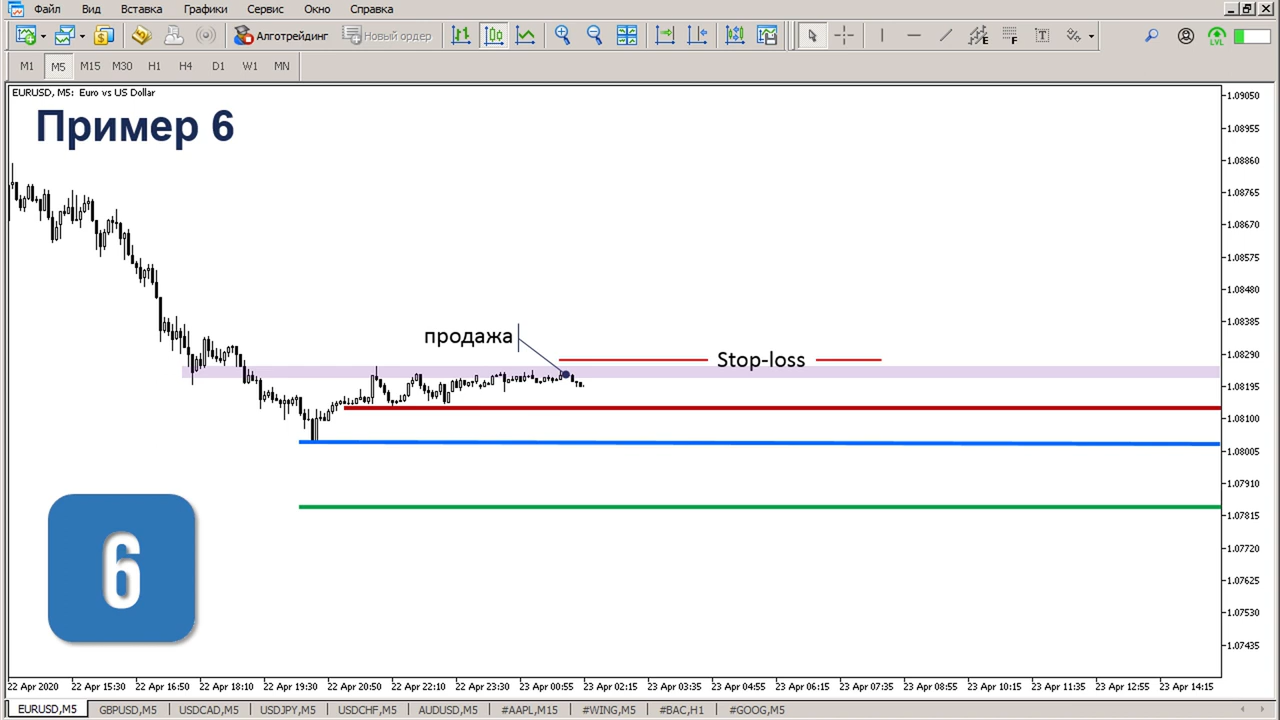 Файл Вид Вставка Графики Сервис Окно Справка
Алготрейдинг Новый ордер E F T LVL
M1 M5 M15 M30 H1 H4 D1 W1 MN
EURUSD, M5: Euro vs US Dollar
Пример 6
1.09050
1.08955
1.08860
1.08765
1.08670
1.08575
1.08480
1.08385
продажа
Stop-loss
1.08290
1.08195
1.08100
1.08005
1.07910
1.07815
1.07720
6
1.07625
1.07530
1.07435
22 Apr 2020 22 Apr 15:30 22 Apr 16:50 22 Apr 18:10 22 Apr 19:30 22 Apr 20:50 22 Apr 22:10 22 Apr 23:30 23 Apr 00:55 23 Apr 02:15 23 Apr 03:35 23 Apr 04:55 23 Apr 06:15 23 Apr 07:35 23 Apr 08:55 23 Apr 10:15 23 Apr 11:35 23 Apr 12:55 23 Apr 14:15
EURUSD,M5 GBPUSD,M5 USDCAD,M5 USDJPY,M5 USDCHF,M5 AUDUSD,M5 #AAPL,M15 #WING,M5 #BAC,H1 #GOOG,M5